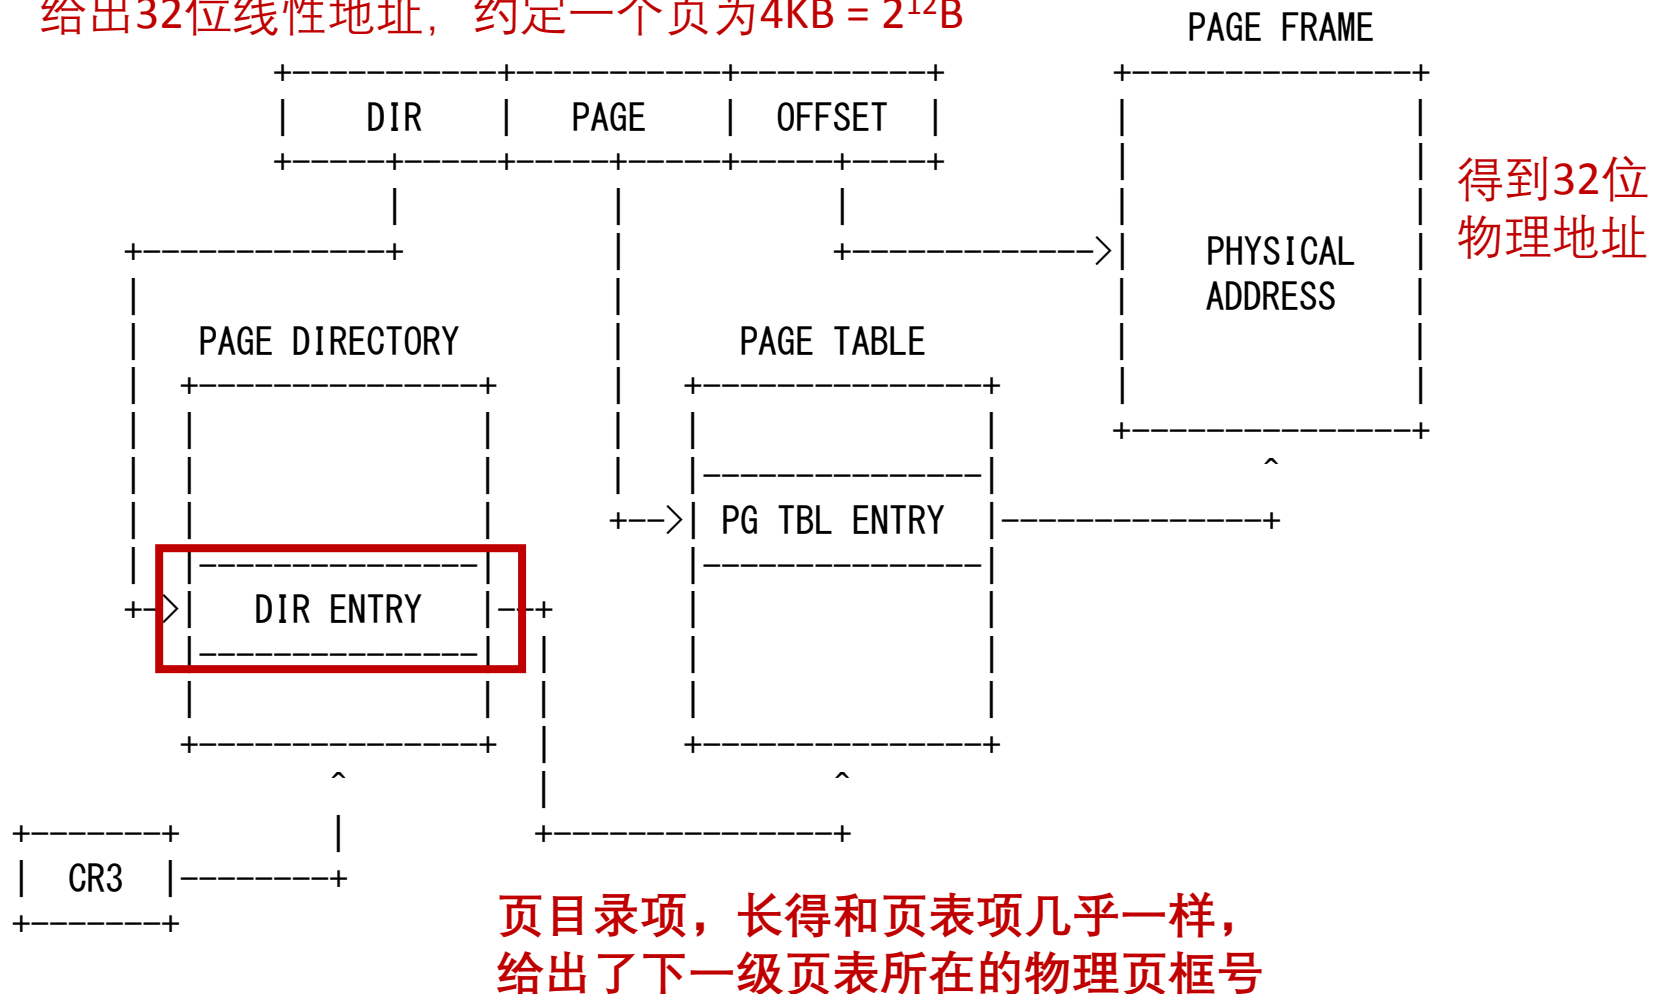 给出32位线性地址，约定一个页为4KB = 2¹²B
PAGE FRAME
DIR
PAGE
OFFSET
得到32位
物理地址
PHYSICAL
ADDRESS
PAGE DIRECTORY
PAGE TABLE
PG TBL ENTRY
DIR ENTRY
CR3
页目录项，长得和页表项几乎一样，
给出了下一级页表所在的物理页框号